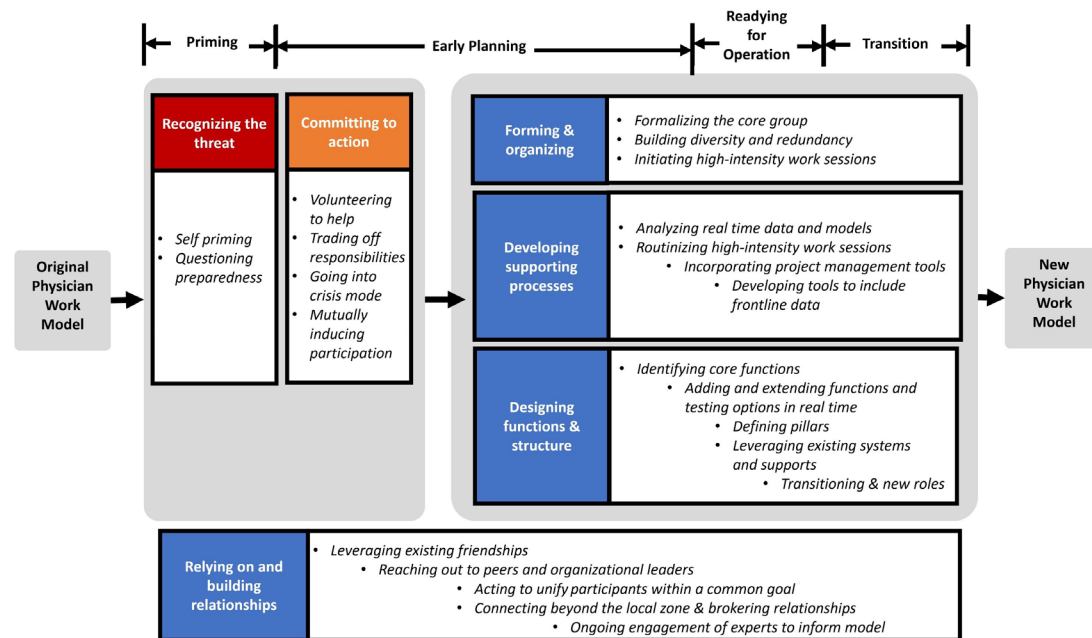 Priming
Early Planning
Readying
for
Operation
Transition
Original
Physician
Work
Model
Recognizing the
threat
• Self priming
• Questioning
preparedness
Committing to
action
• Volunteering
to help
• Trading off
responsibilities
• Going into
crisis mode
• Mutually
inducing
participation
Forming &
organizing
• Formalizing the core group
• Building diversity and redundancy
• Initiating high-intensity work sessions
Developing
supporting
processes
• Analyzing real time data and models
• Routinizing high-intensity work sessions
• Incorporating project management tools
• Developing tools to include
frontline data
Designing
functions &
structure
• Identifying core functions
• Adding and extending functions and
testing options in real time
• Defining pillars
• Leveraging existing systems
and supports
• Transitioning & new roles
New
Physician
Work
Model
Relying on and
building
relationships
• Leveraging existing friendships
• Reaching out to peers and organizational leaders
• Acting to unify participants within a common goal
• Connecting beyond the local zone & brokering relationships
• Ongoing engagement of experts to inform model